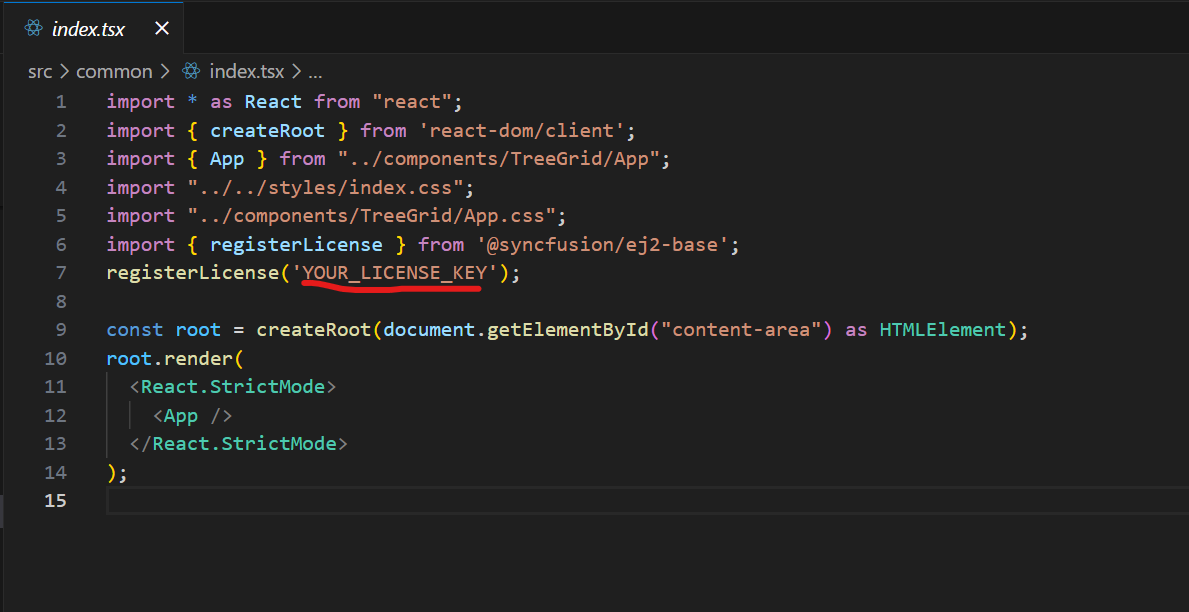 index.tsx
src > common > index.tsx > ...
1 import * as React from "react";
2 import { createRoot } from 'react-dom/client';
3 import { App } from "../components/TreeGrid/App";
4 import "../../styles/index.css";
5 import "../components/TreeGrid/App.css";
6 import { registerLicense } from '@syncfusion/ej2-base';
7 registerLicense('YOUR_LICENSE_KEY');
8
9 const root = createRoot(document.getElementById("content-area") as HTMLElement);
10 root.render(
11   <React.StrictMode>
12     <App />
13   </React.StrictMode>
14 );
15